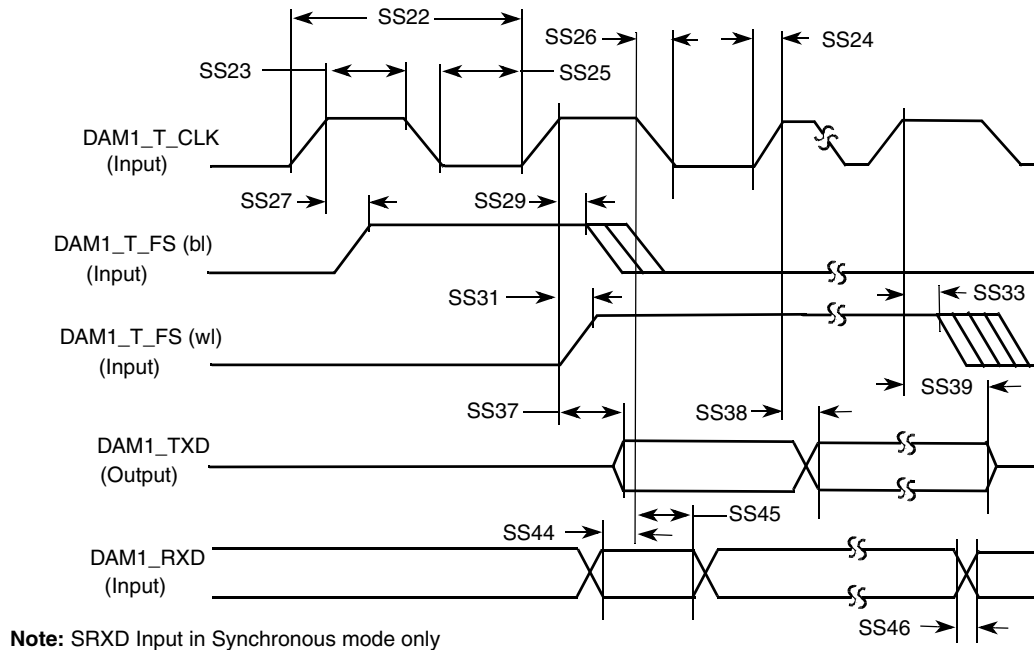 SS22
SS26
SS24
SS23
SS25
DAM1_T_CLK
(Input)
SS27
SS29
DAM1_T_FS (bl)
(Input)
SS31
SS33
DAM1_T_FS (wl)
(Input)
SS39
SS37
SS38
DAM1_TXD
(Output)
SS44
SS45
DAM1_RXD
(Input)
SS46
Note: SRXD Input in Synchronous mode only